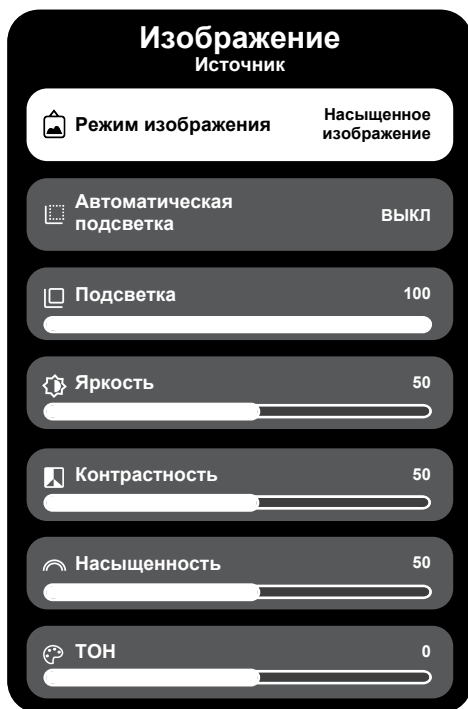 Изображение
Источник
Режим изображения
Насыщенное
изображение
Автоматическая
подсветка
ВЫКЛ
Подсветка 100
Яркость 50
Контрастность 50
Насыщенность 50
ТОН 0